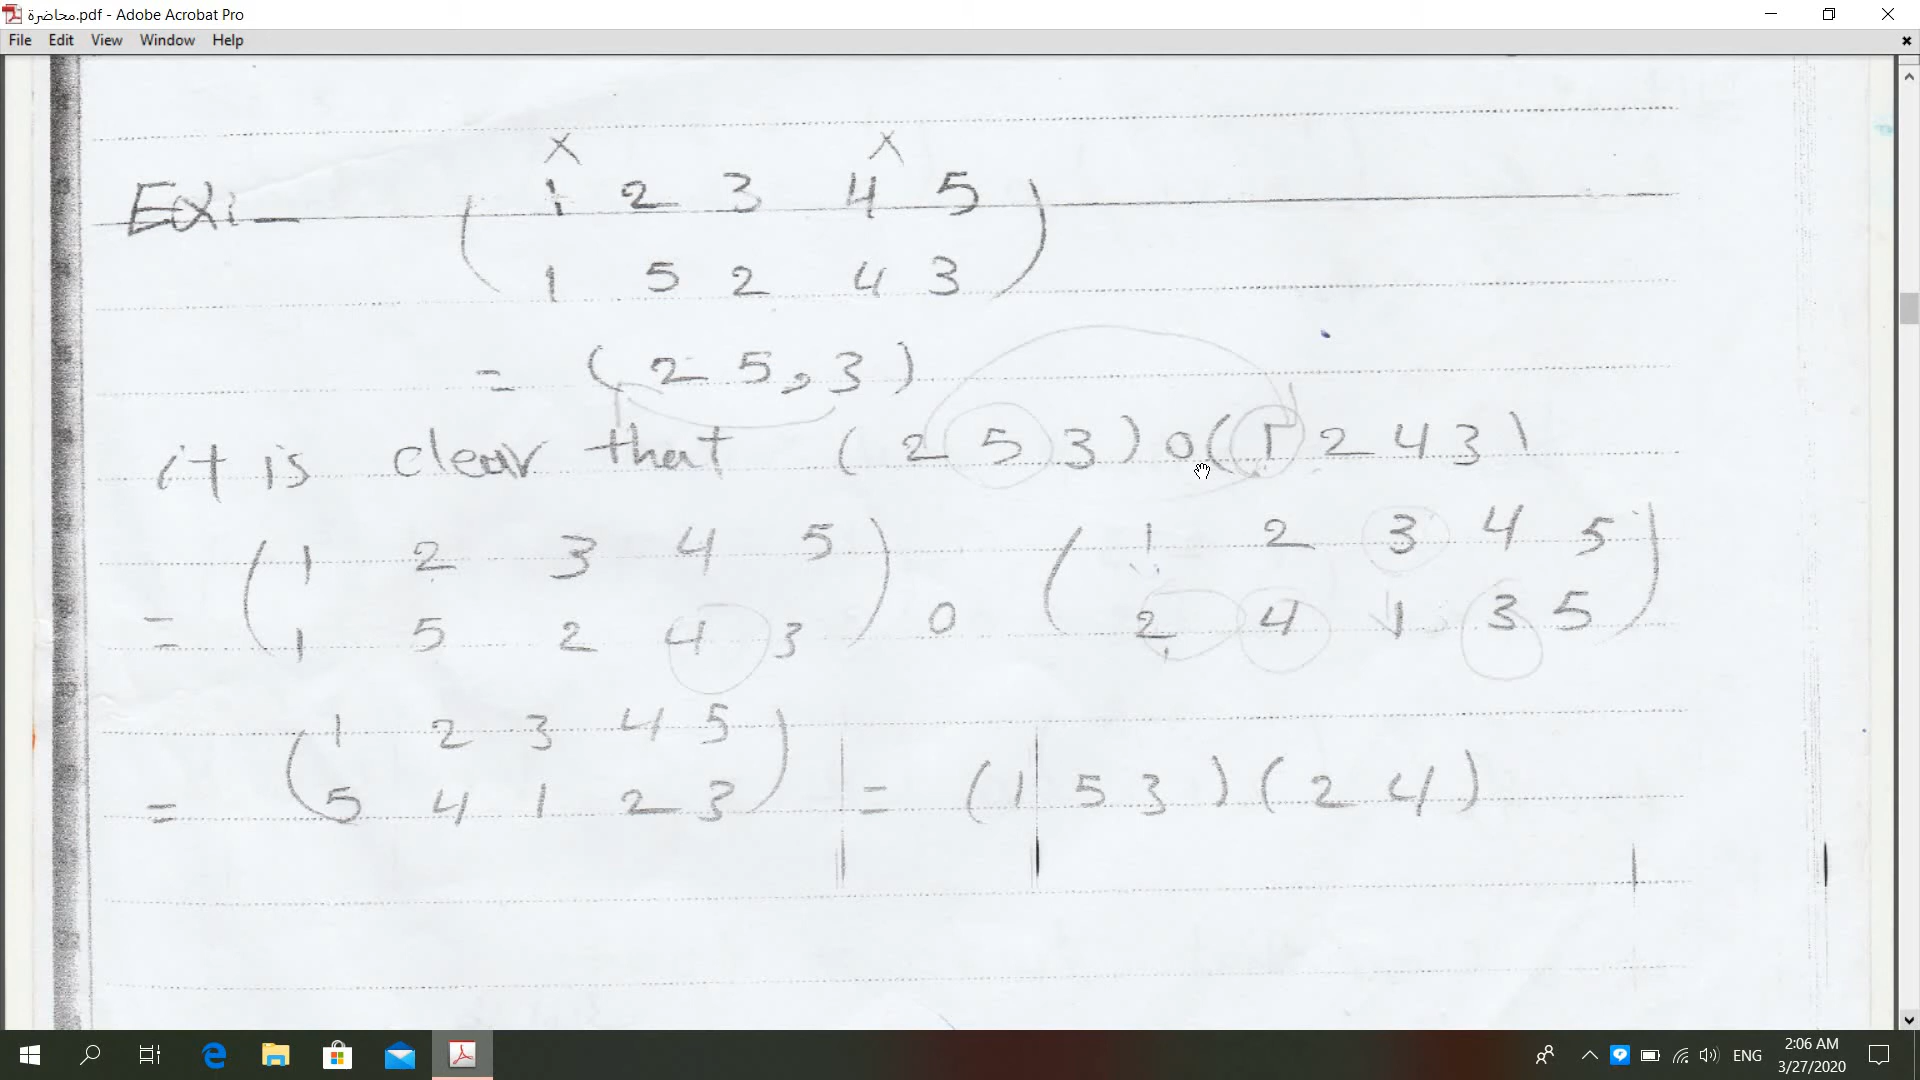 محاضرة.pdf - Adobe Acrobat Pro
File Edit View Window Help
X X
Ex:- ( 1 2 3 4 5 )
( 1 5 2 4 3 )
= ( 2 5 , 3 )
it is clear that ( 2 5 3 ) o ( 1 2 4 3 )
= ( 1 2 3 4 5 ) o ( 1 2 3 4 5 )
( 1 5 2 4 3 ) ( 2 4 1 3 5 )
= ( 1 2 3 4 5 ) = ( 1 5 3 ) ( 2 4 )
( 5 4 1 2 3 )
ENG
2:06 AM
3/27/2020